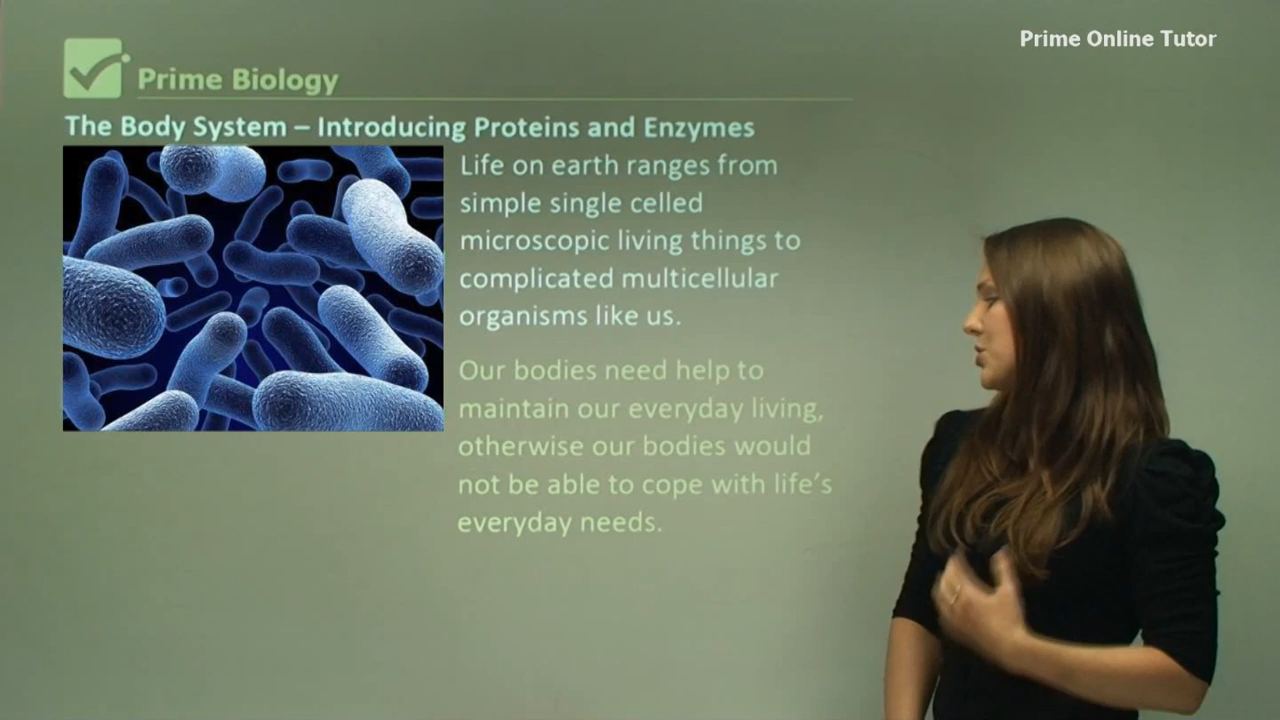 Prime Online Tutor
Prime Biology
The Body System – Introducing Proteins and Enzymes
Life on earth ranges from
simple single celled
microscopic living things to
complicated multicellular
organisms like us.
Our bodies need help to
maintain our everyday living,
otherwise our bodies would
not be able to cope with life’s
everyday needs.